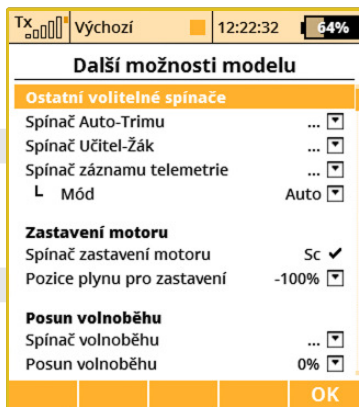 Tx Výchozí 12:22:32 64%
Další možnosti modelu
Ostatní volitelné spínače
Spínač Auto-Trimu ...
Spínač Učitel-Žák ...
Spínač záznamu telemetrie ...
Mód Auto
Zastavení motoru
Spínač zastavení motoru Sc
Pozice plynu pro zastavení -100%
Posun volnoběhu
Spínač volnoběhu ...
Posun volnoběhu 0%
OK